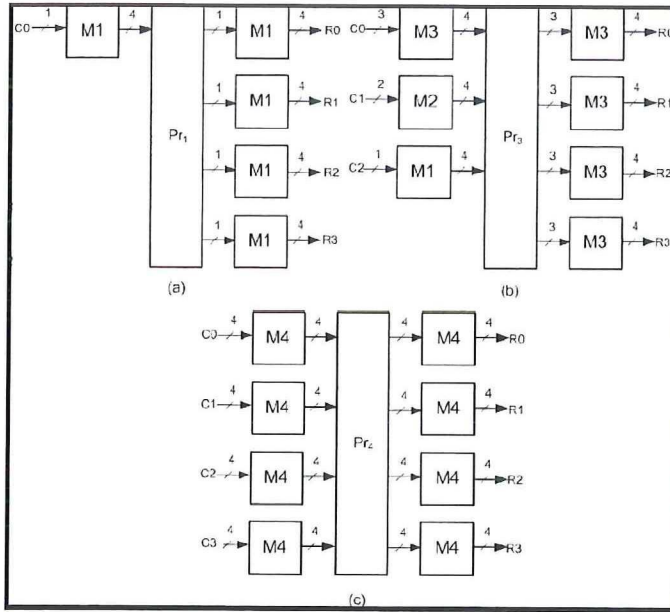 1 4 1 4 3 4 3 4
C0 M1 M1 R0 C0 M3 M3 R0
1 4 2 4 3 4
M1 R1 C1 M2 M3 R1
Pr₁ Pr₃
1 4 1 4 3 4
M1 R2 C2 M1 M3 R2
1 4 3 4
M1 R3 M3 R3
(a) (b)
4 4 4 4
C0 M4 M4 R0
4 4 4 4
C1 M4 M4 R1
Pr₄
4 4 4 4
C2 M4 M4 R2
4 4 4 4
C3 M4 M4 R3
(c)